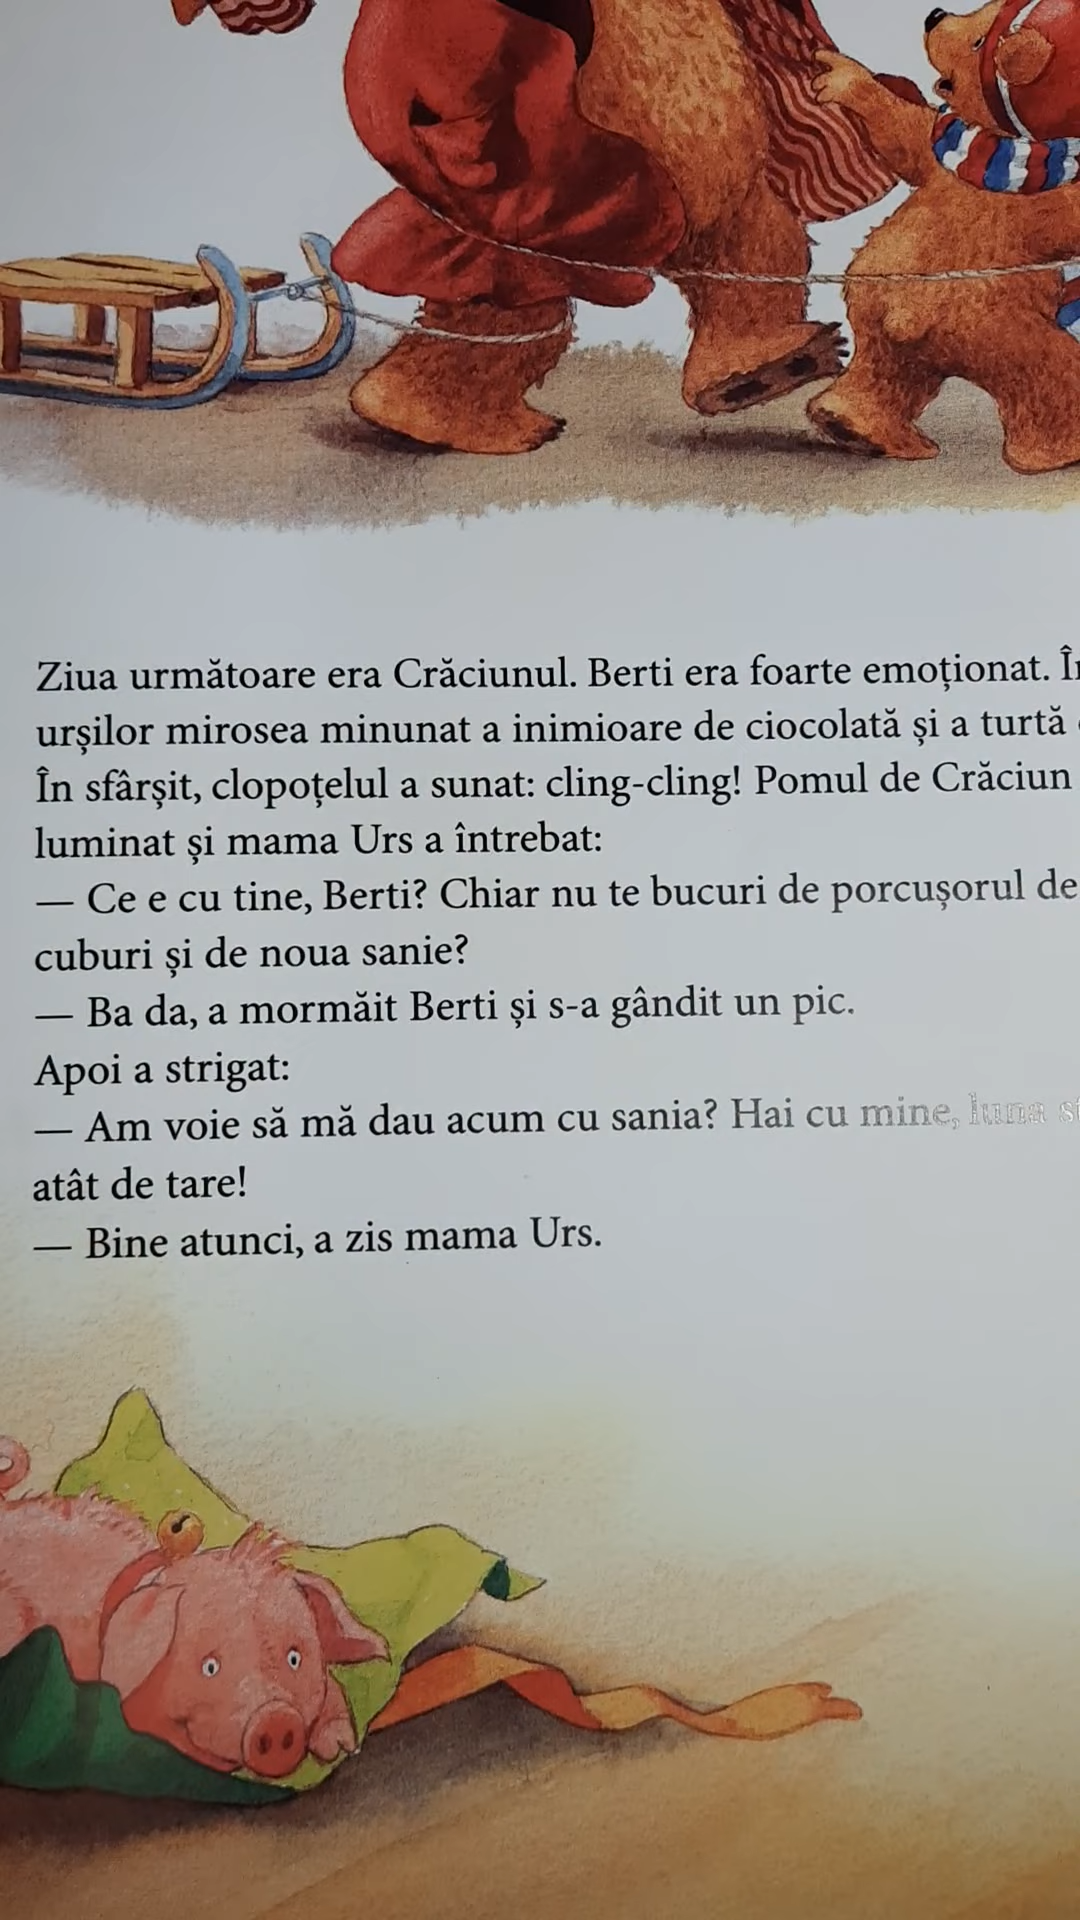 Ziua următoare era Crăciunul. Berti era foarte emoționat.
urșilor mirosea minunat a inimioare de ciocolată și a turtă
În sfârșit, clopoțelul a sunat: cling-cling! Pomul de Crăciun
luminat și mama Urs a întrebat:
— Ce e cu tine, Berti? Chiar nu te bucuri de porcușorul de
cuburi și de noua sanie?
— Ba da, a mormăit Berti și s-a gândit un pic.
Apoi a strigat:
— Am voie să mă dau acum cu sania? Hai cu mine, luna
atât de tare!
— Bine atunci, a zis mama Urs.